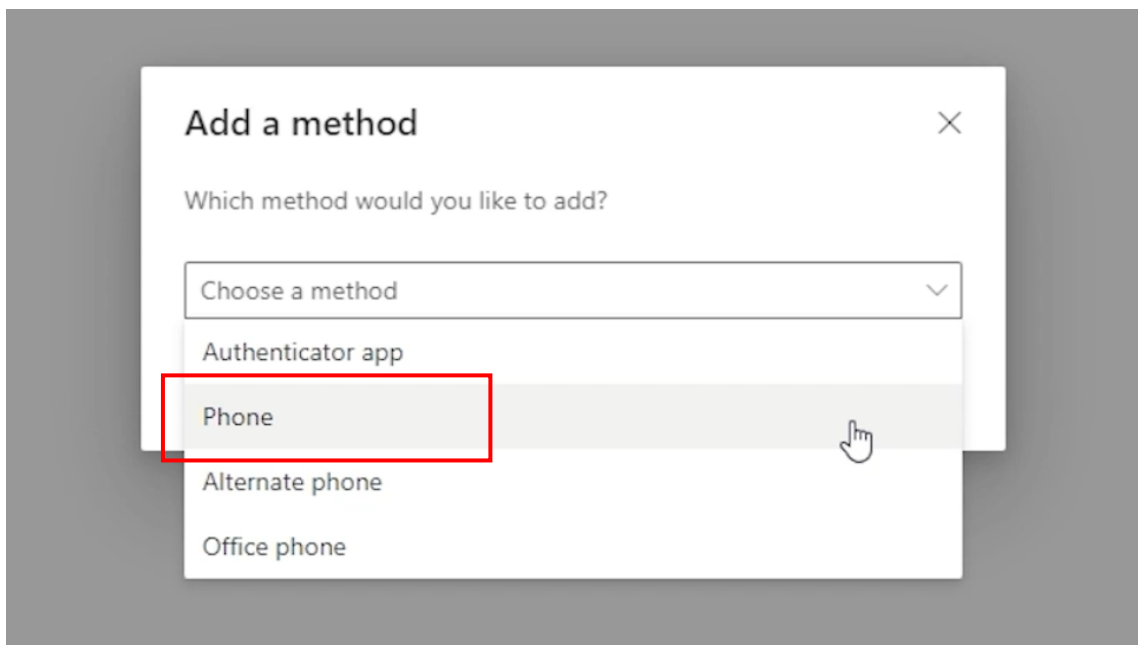 Add a method
Which method would you like to add?
Choose a method
Authenticator app
Phone
Alternate phone
Office phone